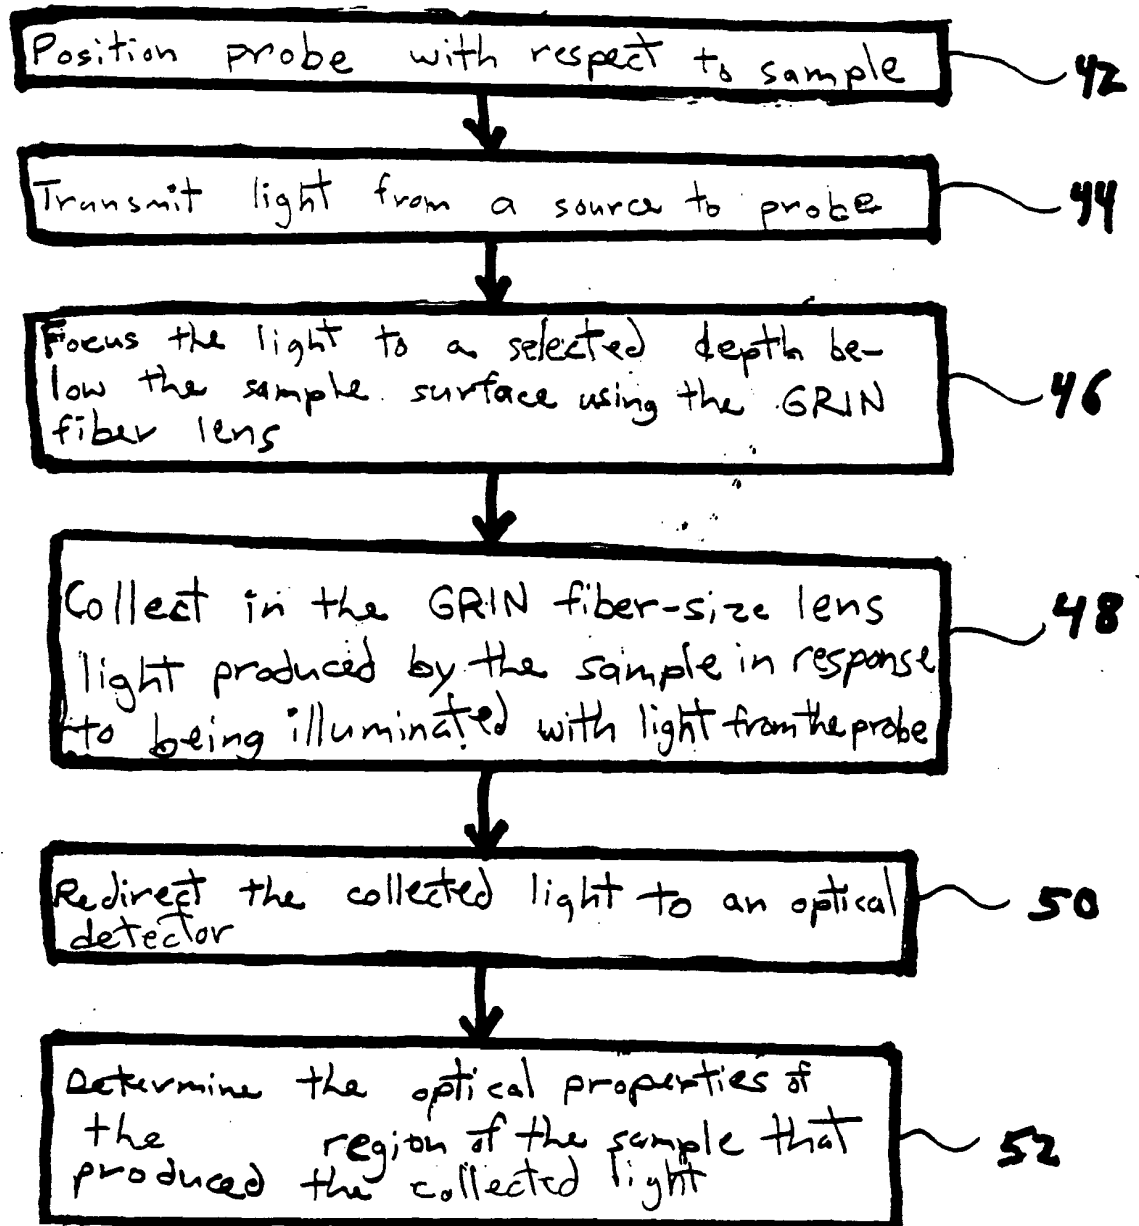 Position probe with respect to sample
42
Transmit light from a source to probe
44
Focus the light to a selected depth be-
low the sample surface using the GRIN
fiber lens
46
Collect in the GRIN fiber-size lens
light produced by the sample in response
to being illuminated with light from the probe
48
Redirect the collected light to an optical
detector
50
Determine the optical properties of
the region of the sample that
produced the collected light
52